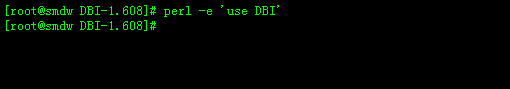 [root@smdw DBI-1.608]# perl -e 'use DBI'
[root@smdw DBI-1.608]#